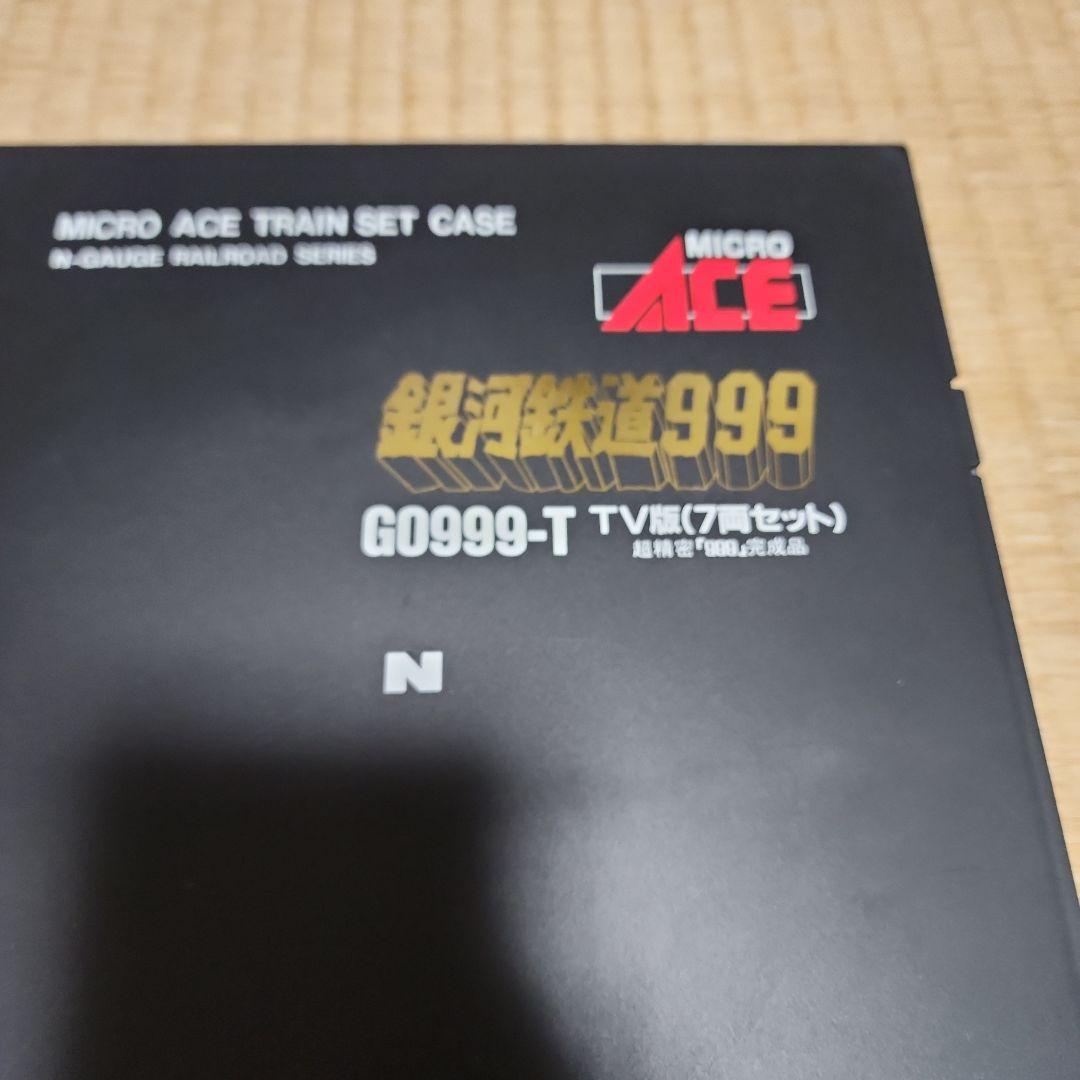 MICRO ACE TRAIN SET CASE
N-GAUGE RAILROAD SERIES
MICRO
ACE
銀河鉄道999
G0999-T TV版(7両セット)
超精密『999』完成品
N